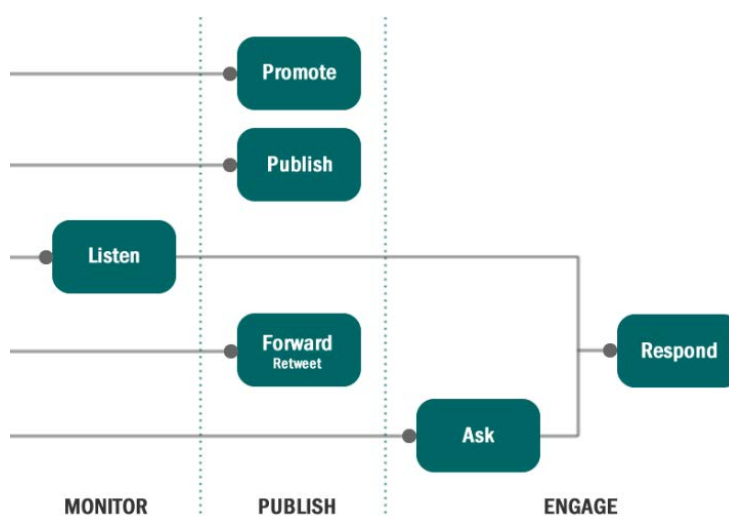 Promote
Publish
Listen
Forward
Retweet
Respond
Ask
MONITOR
PUBLISH
ENGAGE